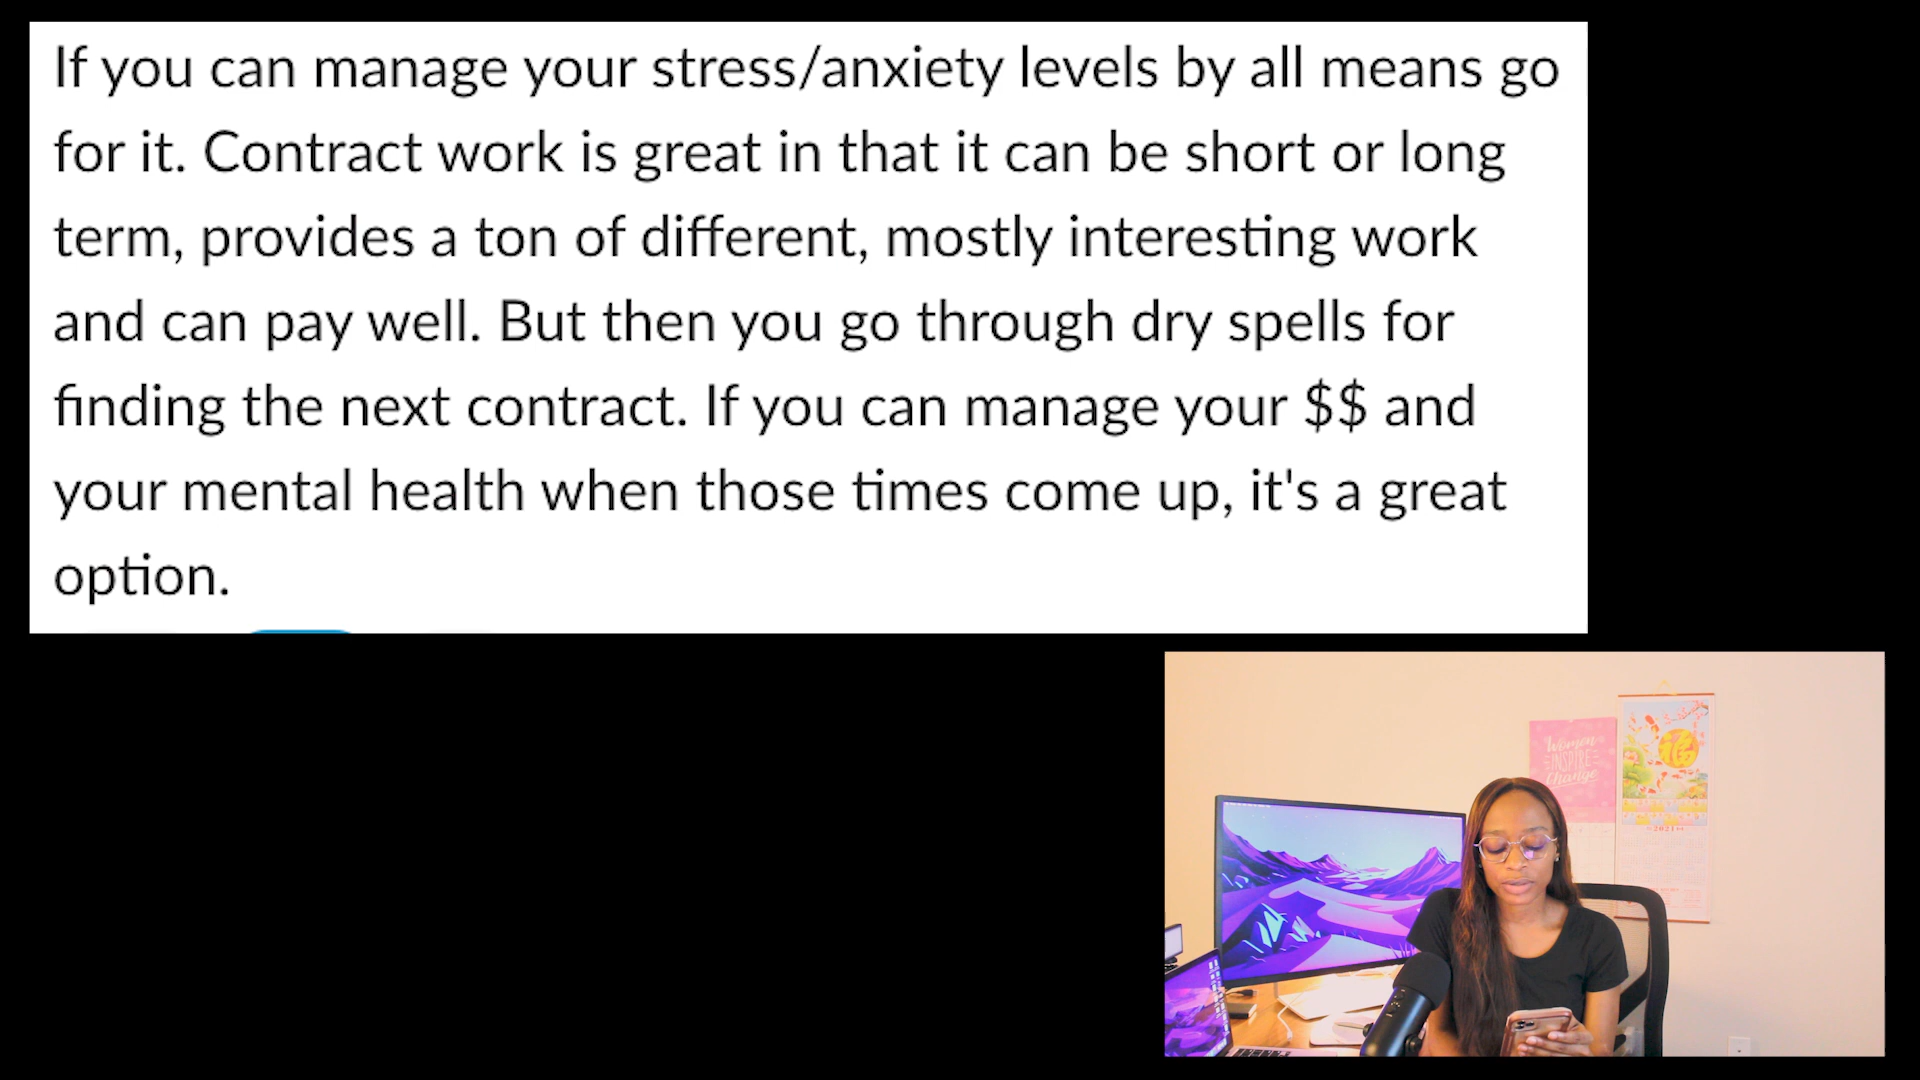 If you can manage your stress/anxiety levels by all means go
for it. Contract work is great in that it can be short or long
term, provides a ton of different, mostly interesting work
and can pay well. But then you go through dry spells for
finding the next contract. If you can manage your $$ and
your mental health when those times come up, it's a great
option.
Women
INSPIRE
Change
福
2021